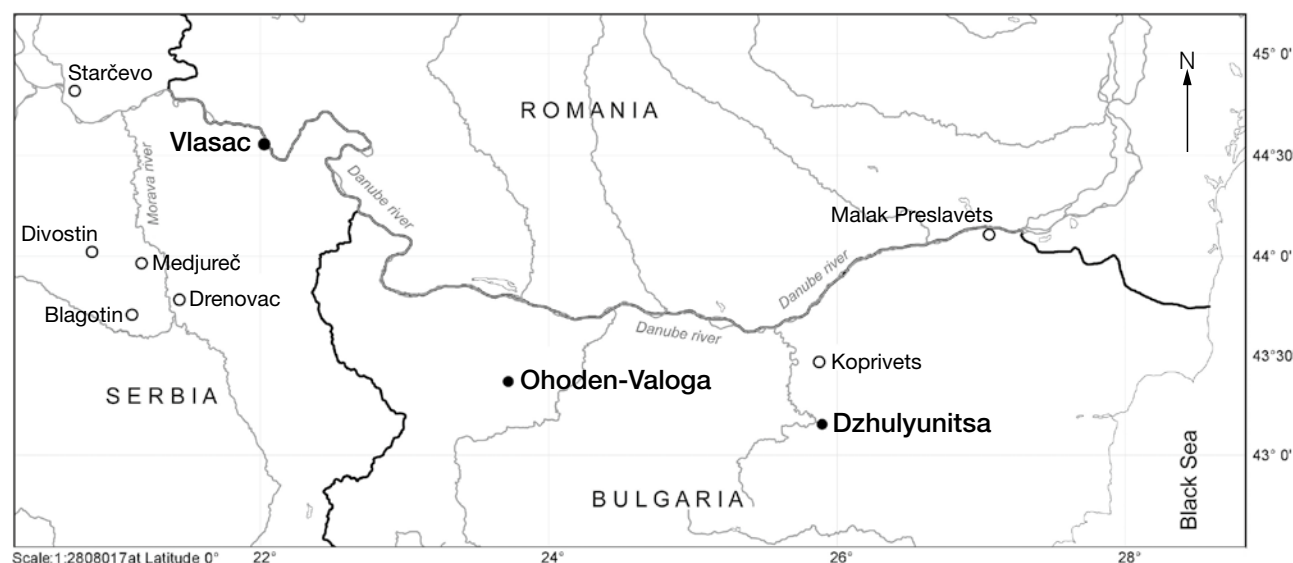 45° 0'
Starčevo
N
ROMANIA
Vlasac
44°30
Morava river
Danube river
Malak Preslavets
Divostin
Medjureč
44° 0'
Danube river
Drenovac
Blagotin
Danube river
43°30
Koprivets
Ohoden-Valoga
SERBIA
Dzhulyunitsa
43° 0'
Black Sea
BULGARIA
Scale:1:2808017at Latitude 0°
22°
24°
26°
28°